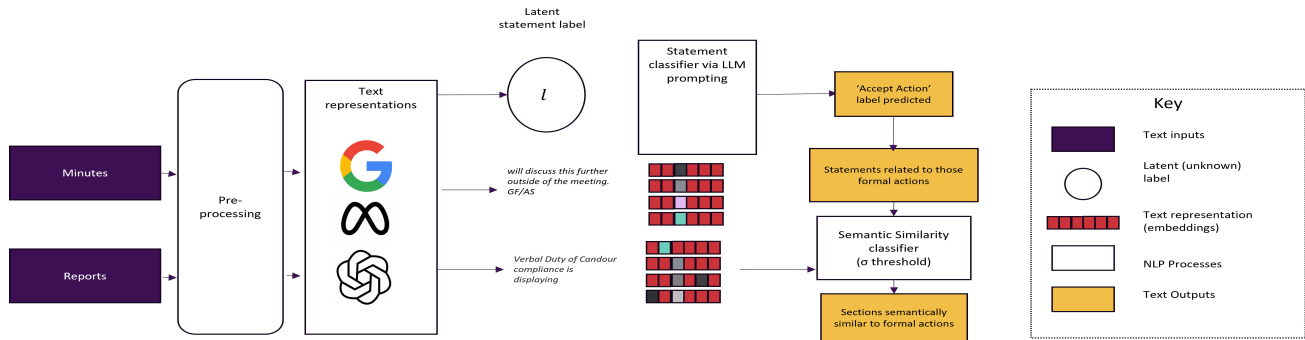 Latent
statement label
Statement
classifier via LLM
prompting
Text
representations
l
'Accept Action'
label predicted
Key
Text inputs
Minutes
will discuss this further
outside of the meeting.
GF/AS
Statements related to those
formal actions
Latent (unknown)
label
Pre-
processing
Text representation
(embeddings)
Semantic Similarity
classifier
(σ threshold)
Reports
Verbal Duty of Candour
compliance is
displaying
NLP Processes
Text Outputs
Sections semantically
similar to formal actions